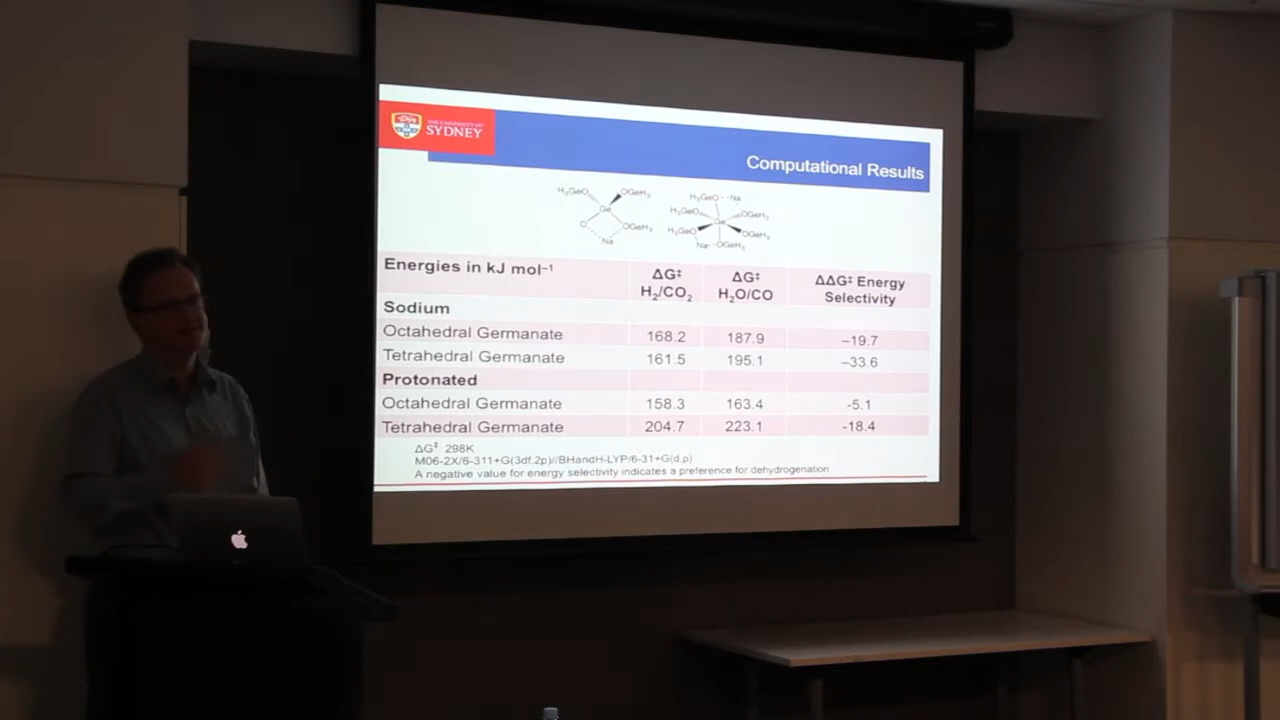 THE UNIVERSITY OF
SYDNEY
Computational Results
H₃GeO OGeH₃
Ge
O OGeH₃
Na
H₃GeO Na
H₃GeO OGeH₃
Ge
H₃GeO OGeH₃
Na OGeH₃
Energies in kJ mol⁻¹ ΔG‡ H₂/CO₂ ΔG‡ H₂O/CO ΔΔG‡ Energy Selectivity
Sodium
Octahedral Germanate 168.2 187.9 –19.7
Tetrahedral Germanate 161.5 195.1 –33.6
Protonated
Octahedral Germanate 158.3 163.4 -5.1
Tetrahedral Germanate 204.7 223.1 -18.4
ΔG‡ 298K
M06-2X/6-311+G(3df,2p)//BHandH-LYP/6-31+G(d,p)
A negative value for energy selectivity indicates a preference for dehydrogenation